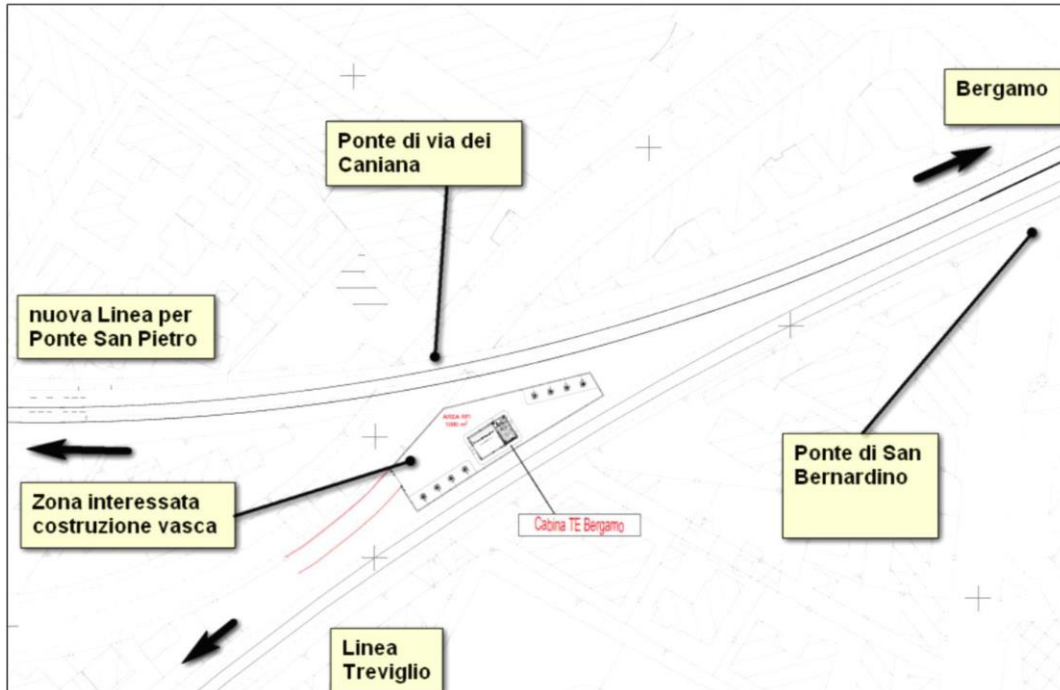 Bergamo
Ponte di via dei
Caniana
nuova Linea per
Ponte San Pietro
Ponte di San
Bernardino
Zona interessata
costruzione vasca
Cabina TE Bergamo
Linea
Treviglio